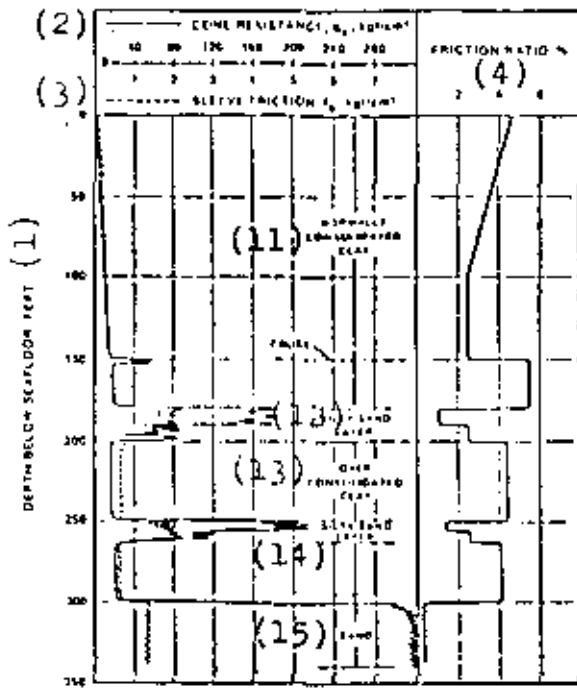 (2) CONE RESISTANCE, q
40 80 120 160 200 240 280
0 1 2 3 4 5 6 7
(3) SLEEVE FRICTION
FRICTION RATIO %
(4)
2 4 6
0
50
100
150
200
250
300
350
DEPTH BELOW SEAFLOOR FEET (1)
(11) NORMALLY
CONSOLIDATED
CLAY
SAND
LAYER
(13) OVER
CONSOLIDATED
CLAY
SAND
LAYER
(14)
(15) SAND